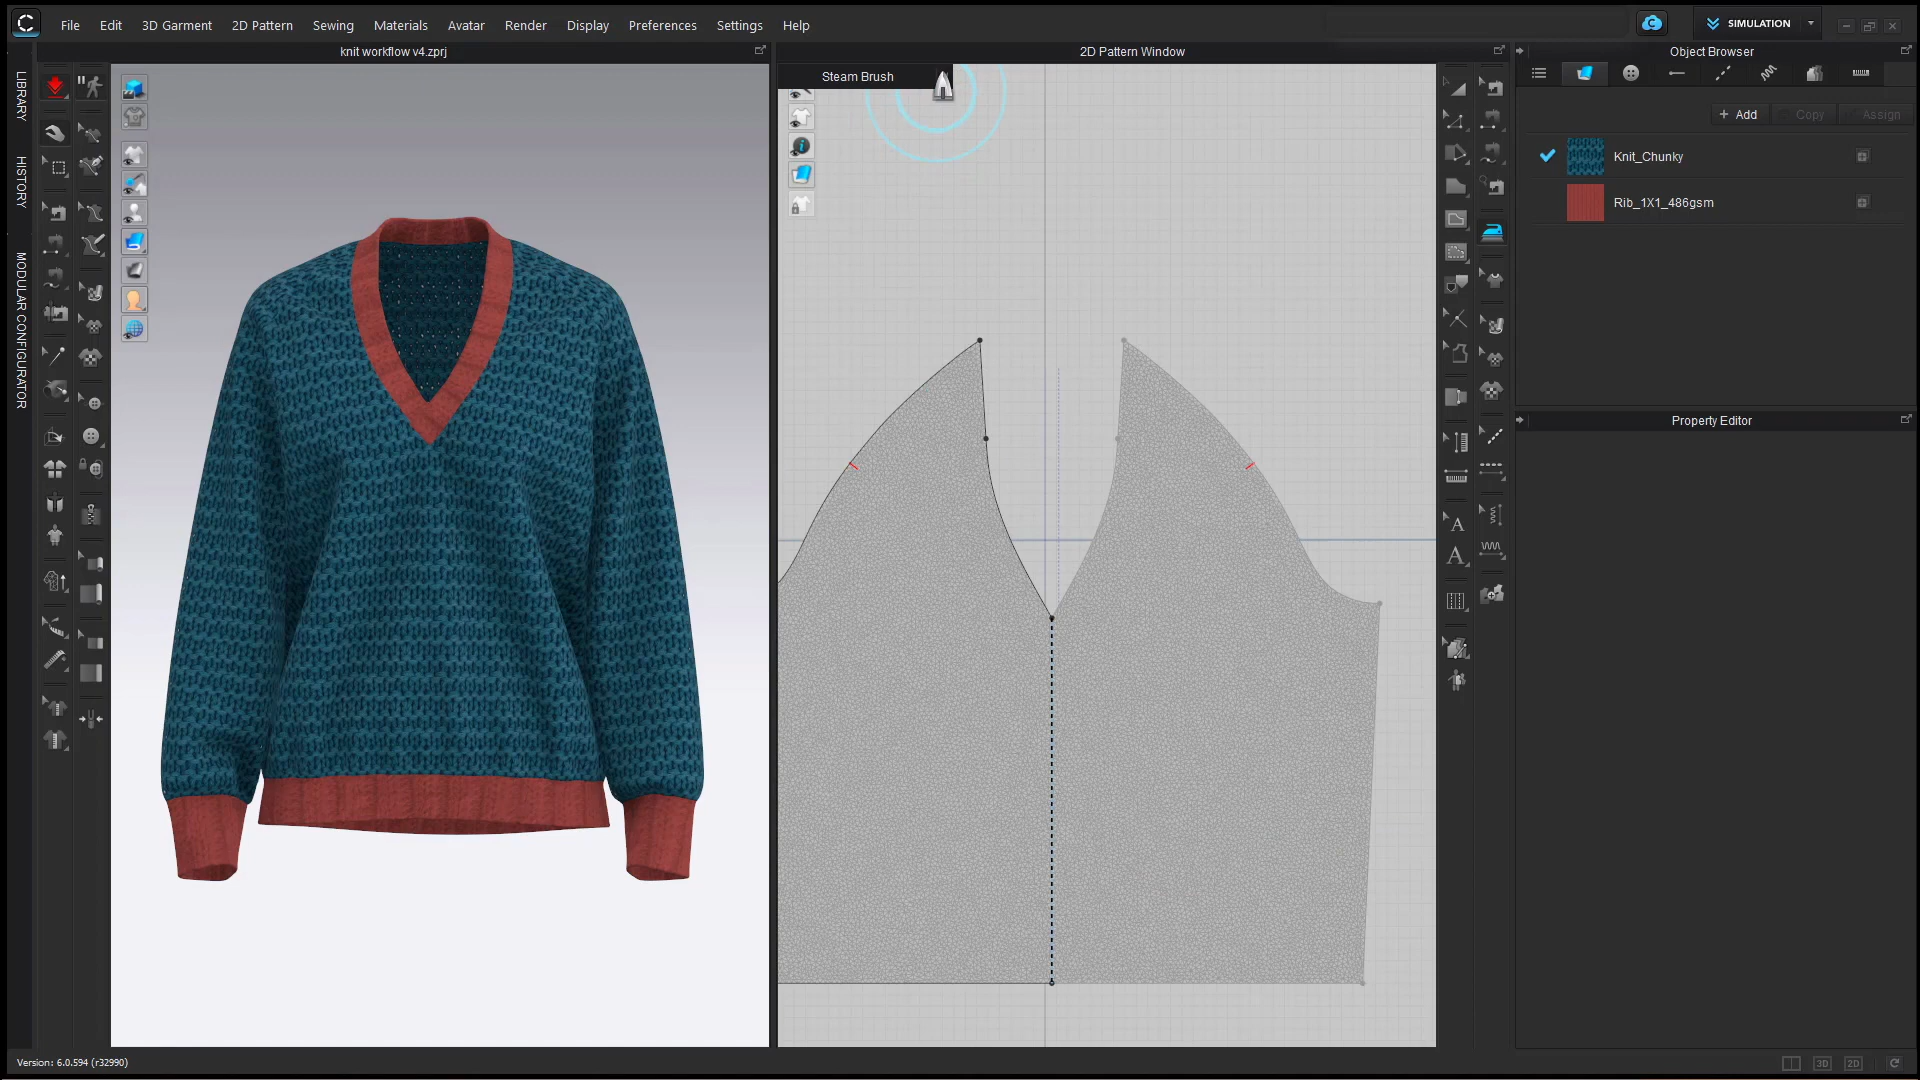 File Edit 3D Garment 2D Pattern Sewing Materials Avatar Render Display Preferences Settings Help
SIMULATION
knit workflow v4.zprj
2D Pattern Window
Object Browser
LIBRARY
HISTORY
MODULAR CONFIGURATOR
Steam Brush
+ Add Copy Assign
Knit_Chunky
Rib_1X1_486gsm
Property Editor
A
A
Version: 6.0.594 (r32990)
3D 2D